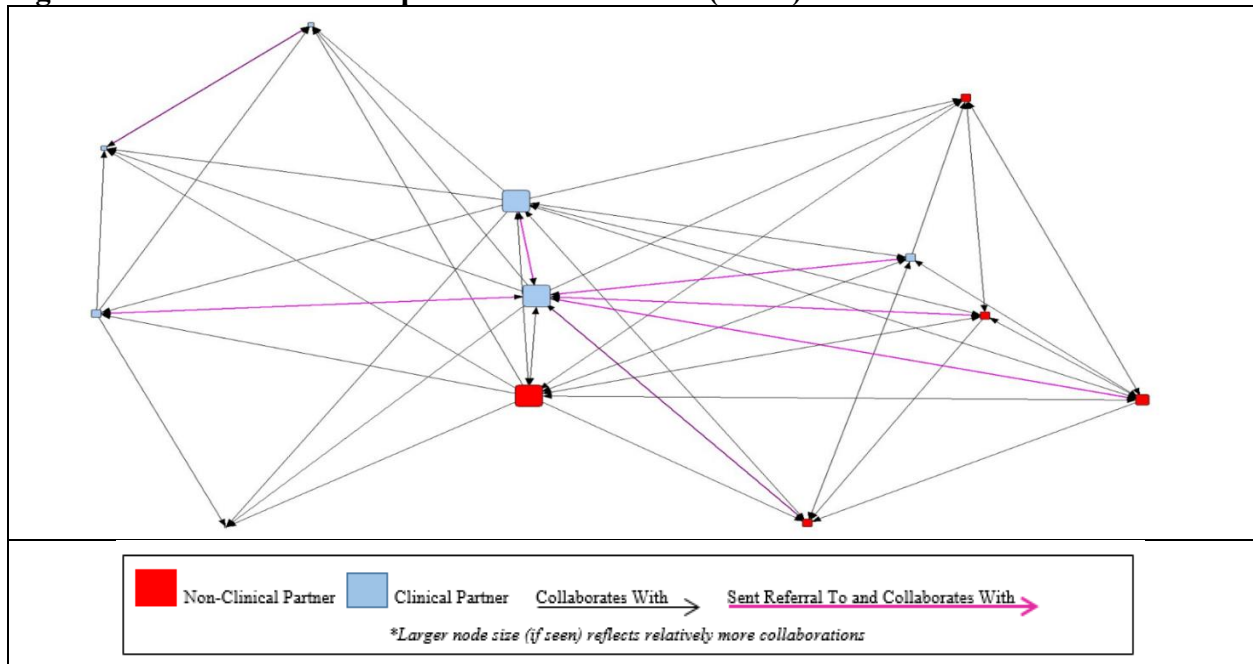 Non-Clinical Partner Clinical Partner Collaborates With Sent Referral To and Collaborates With
*Larger node size (if seen) reflects relatively more collaborations